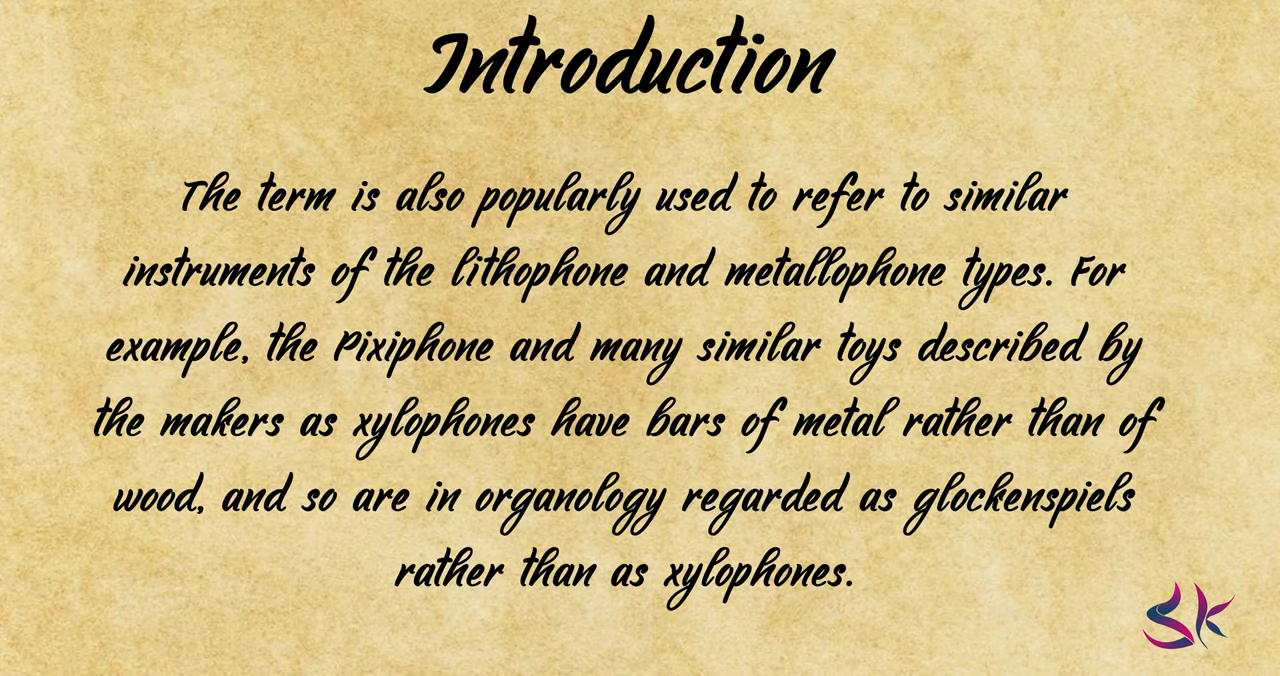 Introduction
The term is also popularly used to refer to similar
instruments of the lithophone and metallophone types. For
example, the Pixiphone and many similar toys described by
the makers as xylophones have bars of metal rather than of
wood, and so are in organology regarded as glockenspiels
rather than as xylophones.
SK